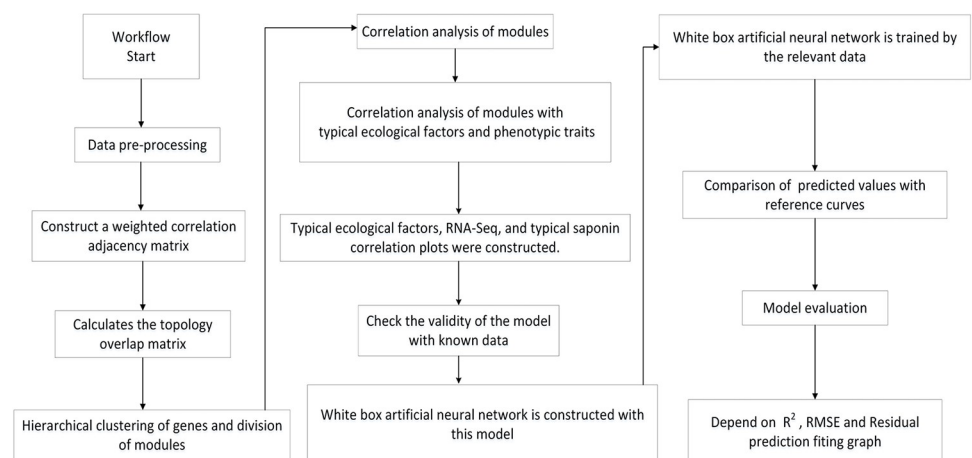 Workflow
Start
Data pre-processing
Construct a weighted correlation
adjacency matrix
Calculates the topology
overlap matrix
Hierarchical clustering of genes and division
of modules
Correlation analysis of modules
Correlation analysis of modules with
typical ecological factors and phenotypic traits
Typical ecological factors, RNA-Seq, and typical saponin
correlation plots were constructed.
Check the validity of the model
with known data
White box artificial neural network is constructed with
this model
White box artificial neural network is trained by
the relevant data
Comparison of predicted values with
reference curves
Model evaluation
Depend on R², RMSE and Residual
prediction fiting graph